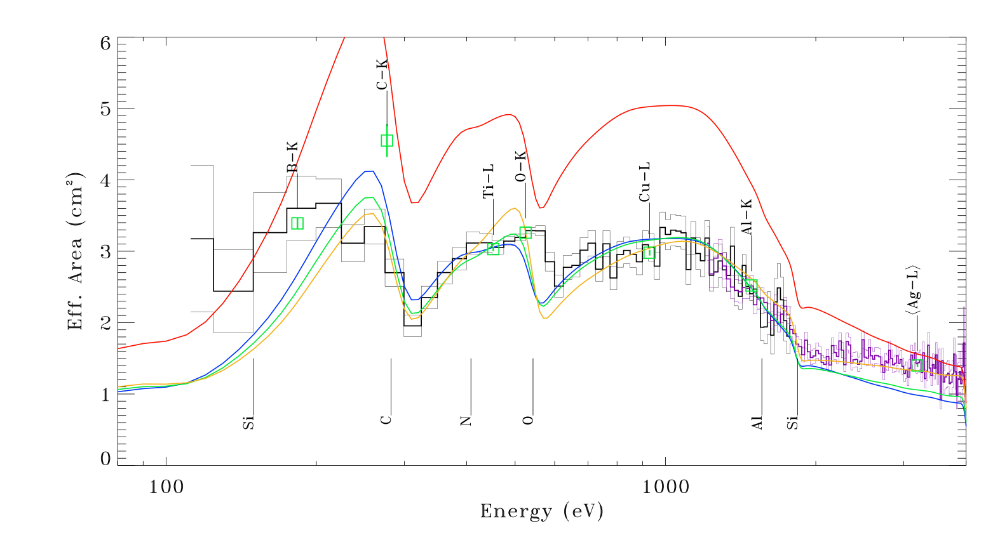 6
5
4
3
2
1
0
Eff. Area (cm²)
B−K
C−K
Ti−L
O−K
Cu−L
Al−K
⟨Ag−L⟩
Si
C
N
O
Al
Si
100
1000
Energy (eV)